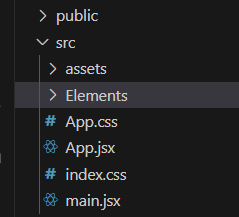 public
src
assets
Elements
# App.css
App.jsx
# index.css
main.jsx